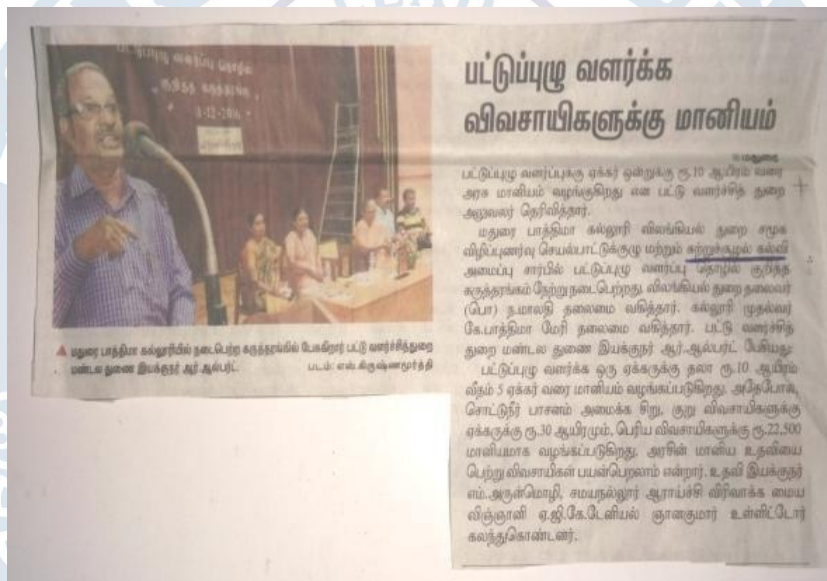 பட்டுப்புழு வளர்ப்பு தொழில்
குறித்த கருத்தரங்கு
பட்டுப்புழு வளர்க்க
விவசாயிகளுக்கு மானியம்
மதுரை
பட்டுப்புழு வளர்ப்புக்கு ஏக்கர் ஒன்றுக்கு ரூ.10 ஆயிரம் வரை
அரசு மானியம் வழங்குகிறது என பட்டு வளர்ச்சித் துறை
அலுவலர் தெரிவித்தார்.
மதுரை பாத்திமா கல்லூரி விலங்கியல் துறை சமூக
விழிப்புணர்வு செயல்பாட்டுக்குழு மற்றும் சுற்றுச்சூழல் கல்வி
அமைப்பு சார்பில் பட்டுப்புழு வளர்ப்பு தொழில் குறித்த
கருத்தரங்கம் நேற்று நடைபெற்றது. விலங்கியல் துறை தலைவர்
(பொ) ந.மாலதி தலைமை வகித்தார். கல்லூரி முதல்வர்
கே.பாத்திமா மேரி தலைமை வகித்தார். பட்டு வளர்ச்சித்
துறை மண்டல துணை இயக்குநர் ஆர்.ஆல்பர்ட் பேசியது:
பட்டுப்புழு வளர்க்க ஒரு ஏக்கருக்கு தலா ரூ.10 ஆயிரம்
வீதம் 5 ஏக்கர் வரை மானியம் வழங்கப்படுகிறது. அதேபோல,
சொட்டுநீர் பாசனம் அமைக்க சிறு, குறு விவசாயிகளுக்கு
ஏக்கருக்கு ரூ.30 ஆயிரமும், பெரிய விவசாயிகளுக்கு ரூ.22,500
மானியமாக வழங்கப்படுகிறது. அரசின் மானிய உதவியை
பெற்று விவசாயிகள் பயன்பெறலாம் என்றார். உதவி இயக்குநர்
எம்.அருள்மொழி, சமயநல்லூர் ஆராய்ச்சி விரிவாக்க மைய
விஞ்ஞானி ஏ.ஜி.கே.டேனியல் ஞானகுமார் உள்ளிட்டோர்
கலந்துகொண்டனர்.
மதுரை பாத்திமா கல்லூரியில் நடைபெற்ற கருத்தரங்கில் பேசுகிறார் பட்டு வளர்ச்சித்துறை
மண்டல துணை இயக்குநர் ஆர்.ஆல்பர்ட். படம்: எஸ்.கிருஷ்ணமூர்த்தி